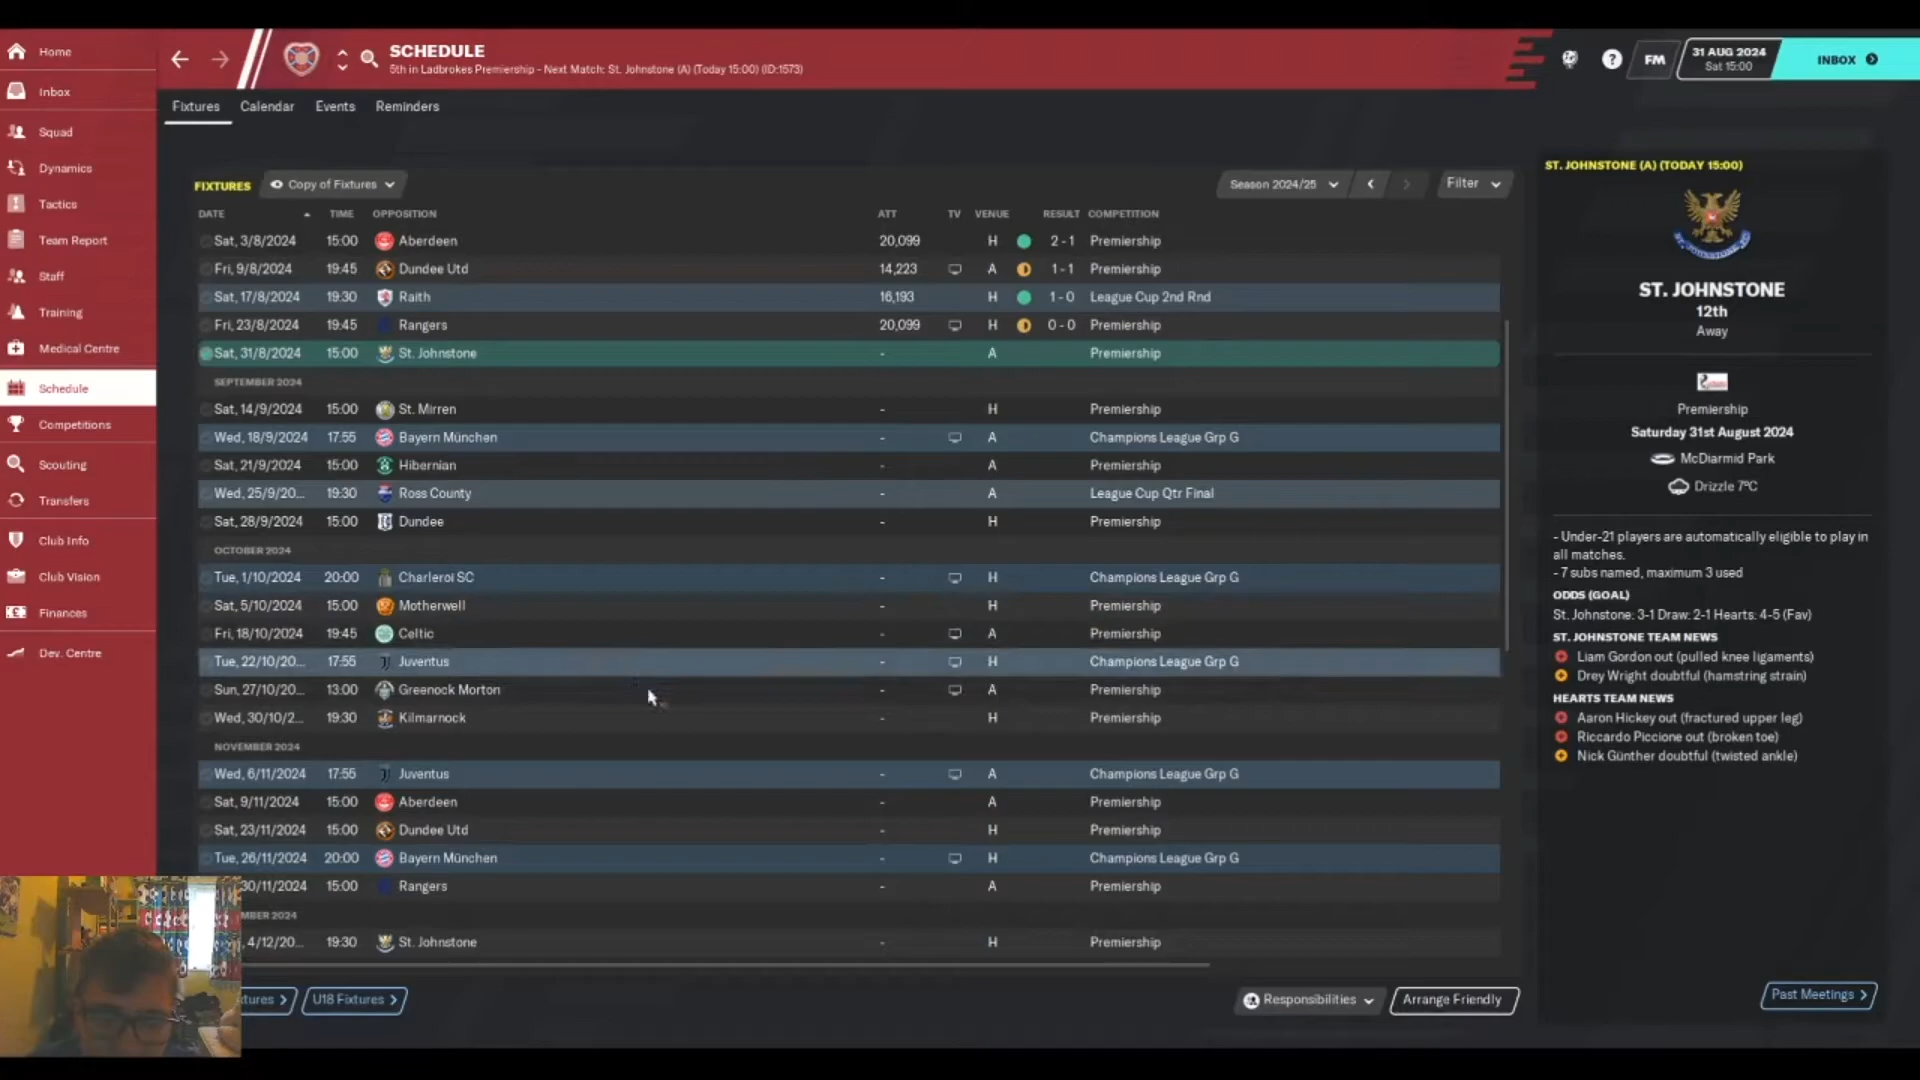 Home
Inbox
Squad
Dynamics
Tactics
Team Report
Staff
Training
Medical Centre
Schedule
Competitions
Scouting
Transfers
Club Info
Club Vision
Finances
Dev. Centre
SCHEDULE
5th in Ladbrokes Premiership - Next Match: St. Johnstone (A) (Today 15:00) (ID:1573)
FM
31 AUG 2024
Sat 15:00
INBOX
Fixtures Calendar Events Reminders
FIXTURES Copy of Fixtures Season 2024/25 Filter
DATE TIME OPPOSITION ATT TV VENUE RESULT COMPETITION
Sat, 3/8/2024 15:00 Aberdeen 20,099 H 2 - 1 Premiership
Fri, 9/8/2024 19:45 Dundee Utd 14,223 A 1 - 1 Premiership
Sat, 17/8/2024 19:30 Raith 16,193 H 1 - 0 League Cup 2nd Rnd
Fri, 23/8/2024 19:45 Rangers 20,099 H 0 - 0 Premiership
Sat, 31/8/2024 15:00 St. Johnstone - A Premiership
SEPTEMBER 2024
Sat, 14/9/2024 15:00 St. Mirren - H Premiership
Wed, 18/9/2024 17:55 Bayern München - A Champions League Grp G
Sat, 21/9/2024 15:00 Hibernian - A Premiership
Wed, 25/9/20... 19:30 Ross County - A League Cup Qtr Final
Sat, 28/9/2024 15:00 Dundee - H Premiership
OCTOBER 2024
Tue, 1/10/2024 20:00 Charleroi SC - H Champions League Grp G
Sat, 5/10/2024 15:00 Motherwell - H Premiership
Fri, 18/10/2024 19:45 Celtic - A Premiership
Tue, 22/10/20... 17:55 Juventus - H Champions League Grp G
Sun, 27/10/20... 13:00 Greenock Morton - A Premiership
Wed, 30/10/2... 19:30 Kilmarnock - H Premiership
NOVEMBER 2024
Wed, 6/11/2024 17:55 Juventus - A Champions League Grp G
Sat, 9/11/2024 15:00 Aberdeen - A Premiership
Sat, 23/11/2024 15:00 Dundee Utd - H Premiership
Tue, 26/11/2024 20:00 Bayern München - H Champions League Grp G
30/11/2024 15:00 Rangers - A Premiership
MBER 2024
, 4/12/20... 19:30 St. Johnstone - H Premiership
tures U18 Fixtures Responsibilities Arrange Friendly
ST. JOHNSTONE (A) (TODAY 15:00)
ST. JOHNSTONE
12th
Away
Premiership
Saturday 31st August 2024
McDiarmid Park
Drizzle 7°C
- Under-21 players are automatically eligible to play in
all matches.
- 7 subs named, maximum 3 used
ODDS (GOAL)
St. Johnstone: 3-1 Draw: 2-1 Hearts: 4-5 (Fav)
ST. JOHNSTONE TEAM NEWS
Liam Gordon out (pulled knee ligaments)
Drey Wright doubtful (hamstring strain)
HEARTS TEAM NEWS
Aaron Hickey out (fractured upper leg)
Riccardo Piccione out (broken toe)
Nick Günther doubtful (twisted ankle)
Past Meetings